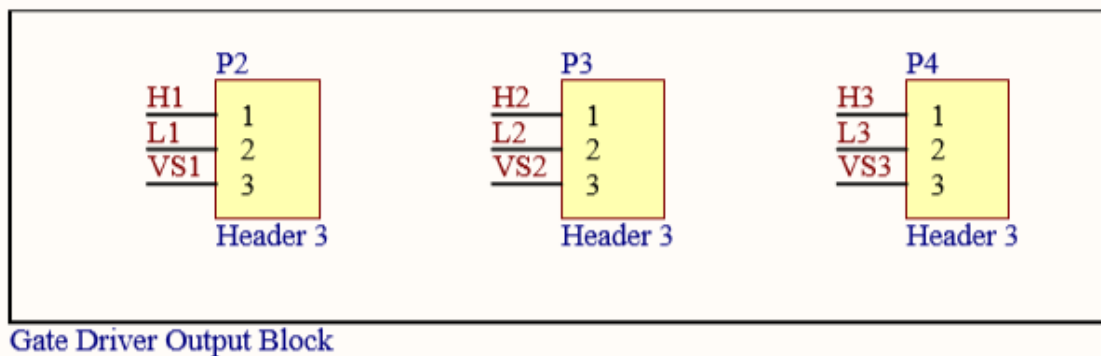 P2
H1 1
L1 2
VS1 3
Header 3
P3
H2 1
L2 2
VS2 3
Header 3
P4
H3 1
L3 2
VS3 3
Header 3
Gate Driver Output Block